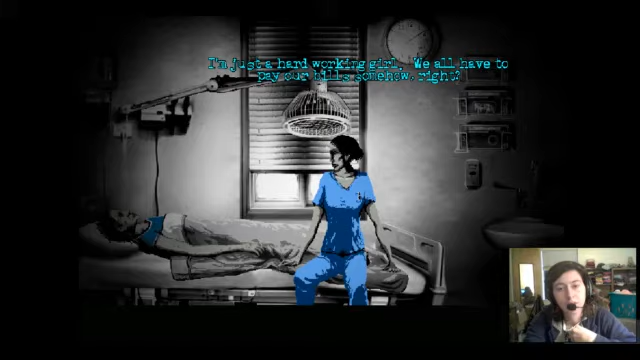 I'm just a hard working girl. We all have to
pay our bills somehow, right?